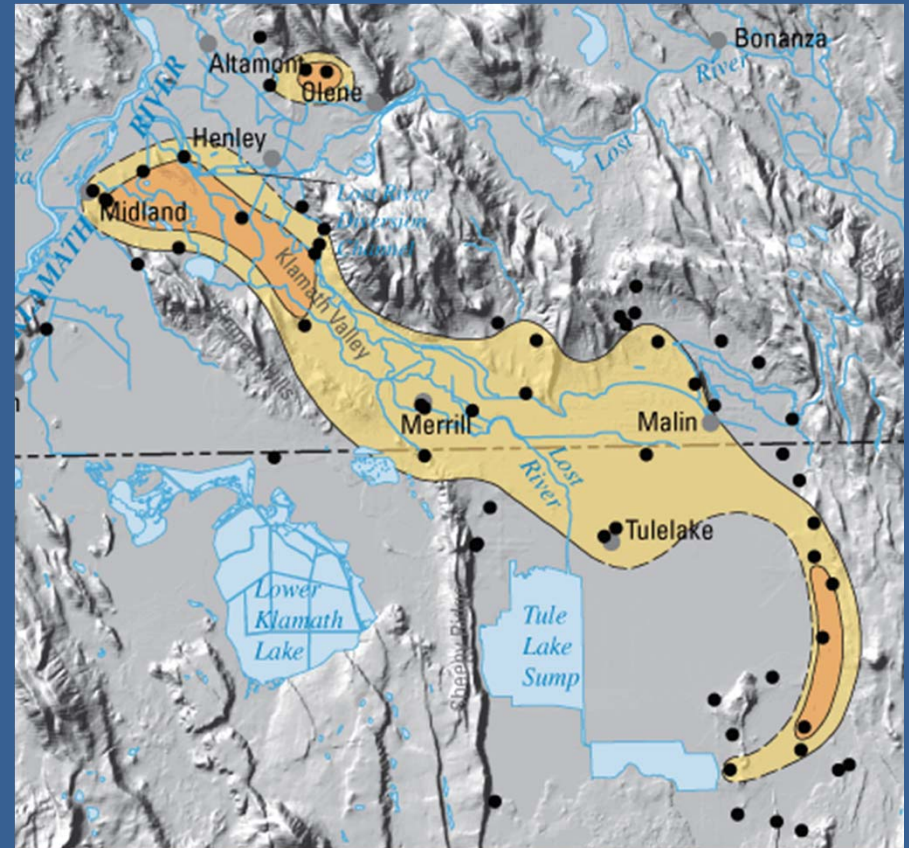 Bonanza
River
Altamont
Olene
RIVER
Henley
Lost
Lost River
Diversion
Channel
Midland
KLAMATH
Klamath Valley
Merrill
Malin
Lost
River
Tulelake
Lower
Klamath
Lake
Tule
Lake
Sump